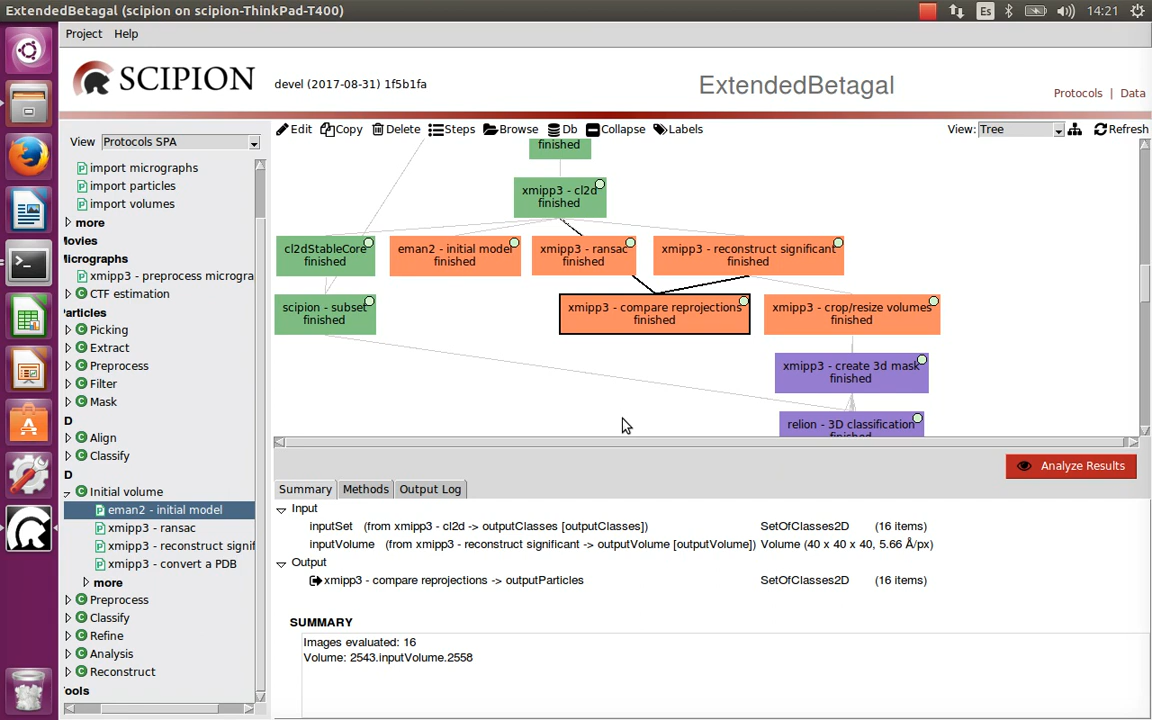 ExtendedBetagal (scipion on scipion-ThinkPad-T400)
Es
14:21
Project Help
SCIPION
devel (2017-08-31) 1f5b1fa
ExtendedBetagal
Protocols | Data
View Protocols SPA
Edit Copy Delete Steps Browse Db Collapse Labels
View: Tree Refresh
import micrographs
import particles
import volumes
more
Movies
Micrographs
xmipp3 - preprocess microgra
CTF estimation
Particles
Picking
Extract
Preprocess
Filter
Mask
D
Align
Classify
D
Initial volume
eman2 - initial model
xmipp3 - ransac
xmipp3 - reconstruct signif
xmipp3 - convert a PDB
more
Preprocess
Classify
Refine
Analysis
Reconstruct
Tools
finished
xmipp3 - cl2d
finished
cl2dStableCore
finished
eman2 - initial model
finished
xmipp3 - ransac
finished
xmipp3 - reconstruct significant
finished
scipion - subset
finished
xmipp3 - compare reprojections
finished
xmipp3 - crop/resize volumes
finished
xmipp3 - create 3d mask
finished
relion - 3D classification
finished
Analyze Results
Summary Methods Output Log
Input
inputSet (from xmipp3 - cl2d -> outputClasses [outputClasses]) SetOfClasses2D (16 items)
inputVolume (from xmipp3 - reconstruct significant -> outputVolume [outputVolume]) Volume (40 x 40 x 40, 5.66 Å/px)
Output
xmipp3 - compare reprojections -> outputParticles SetOfClasses2D (16 items)
SUMMARY
Images evaluated: 16
Volume: 2543.inputVolume.2558